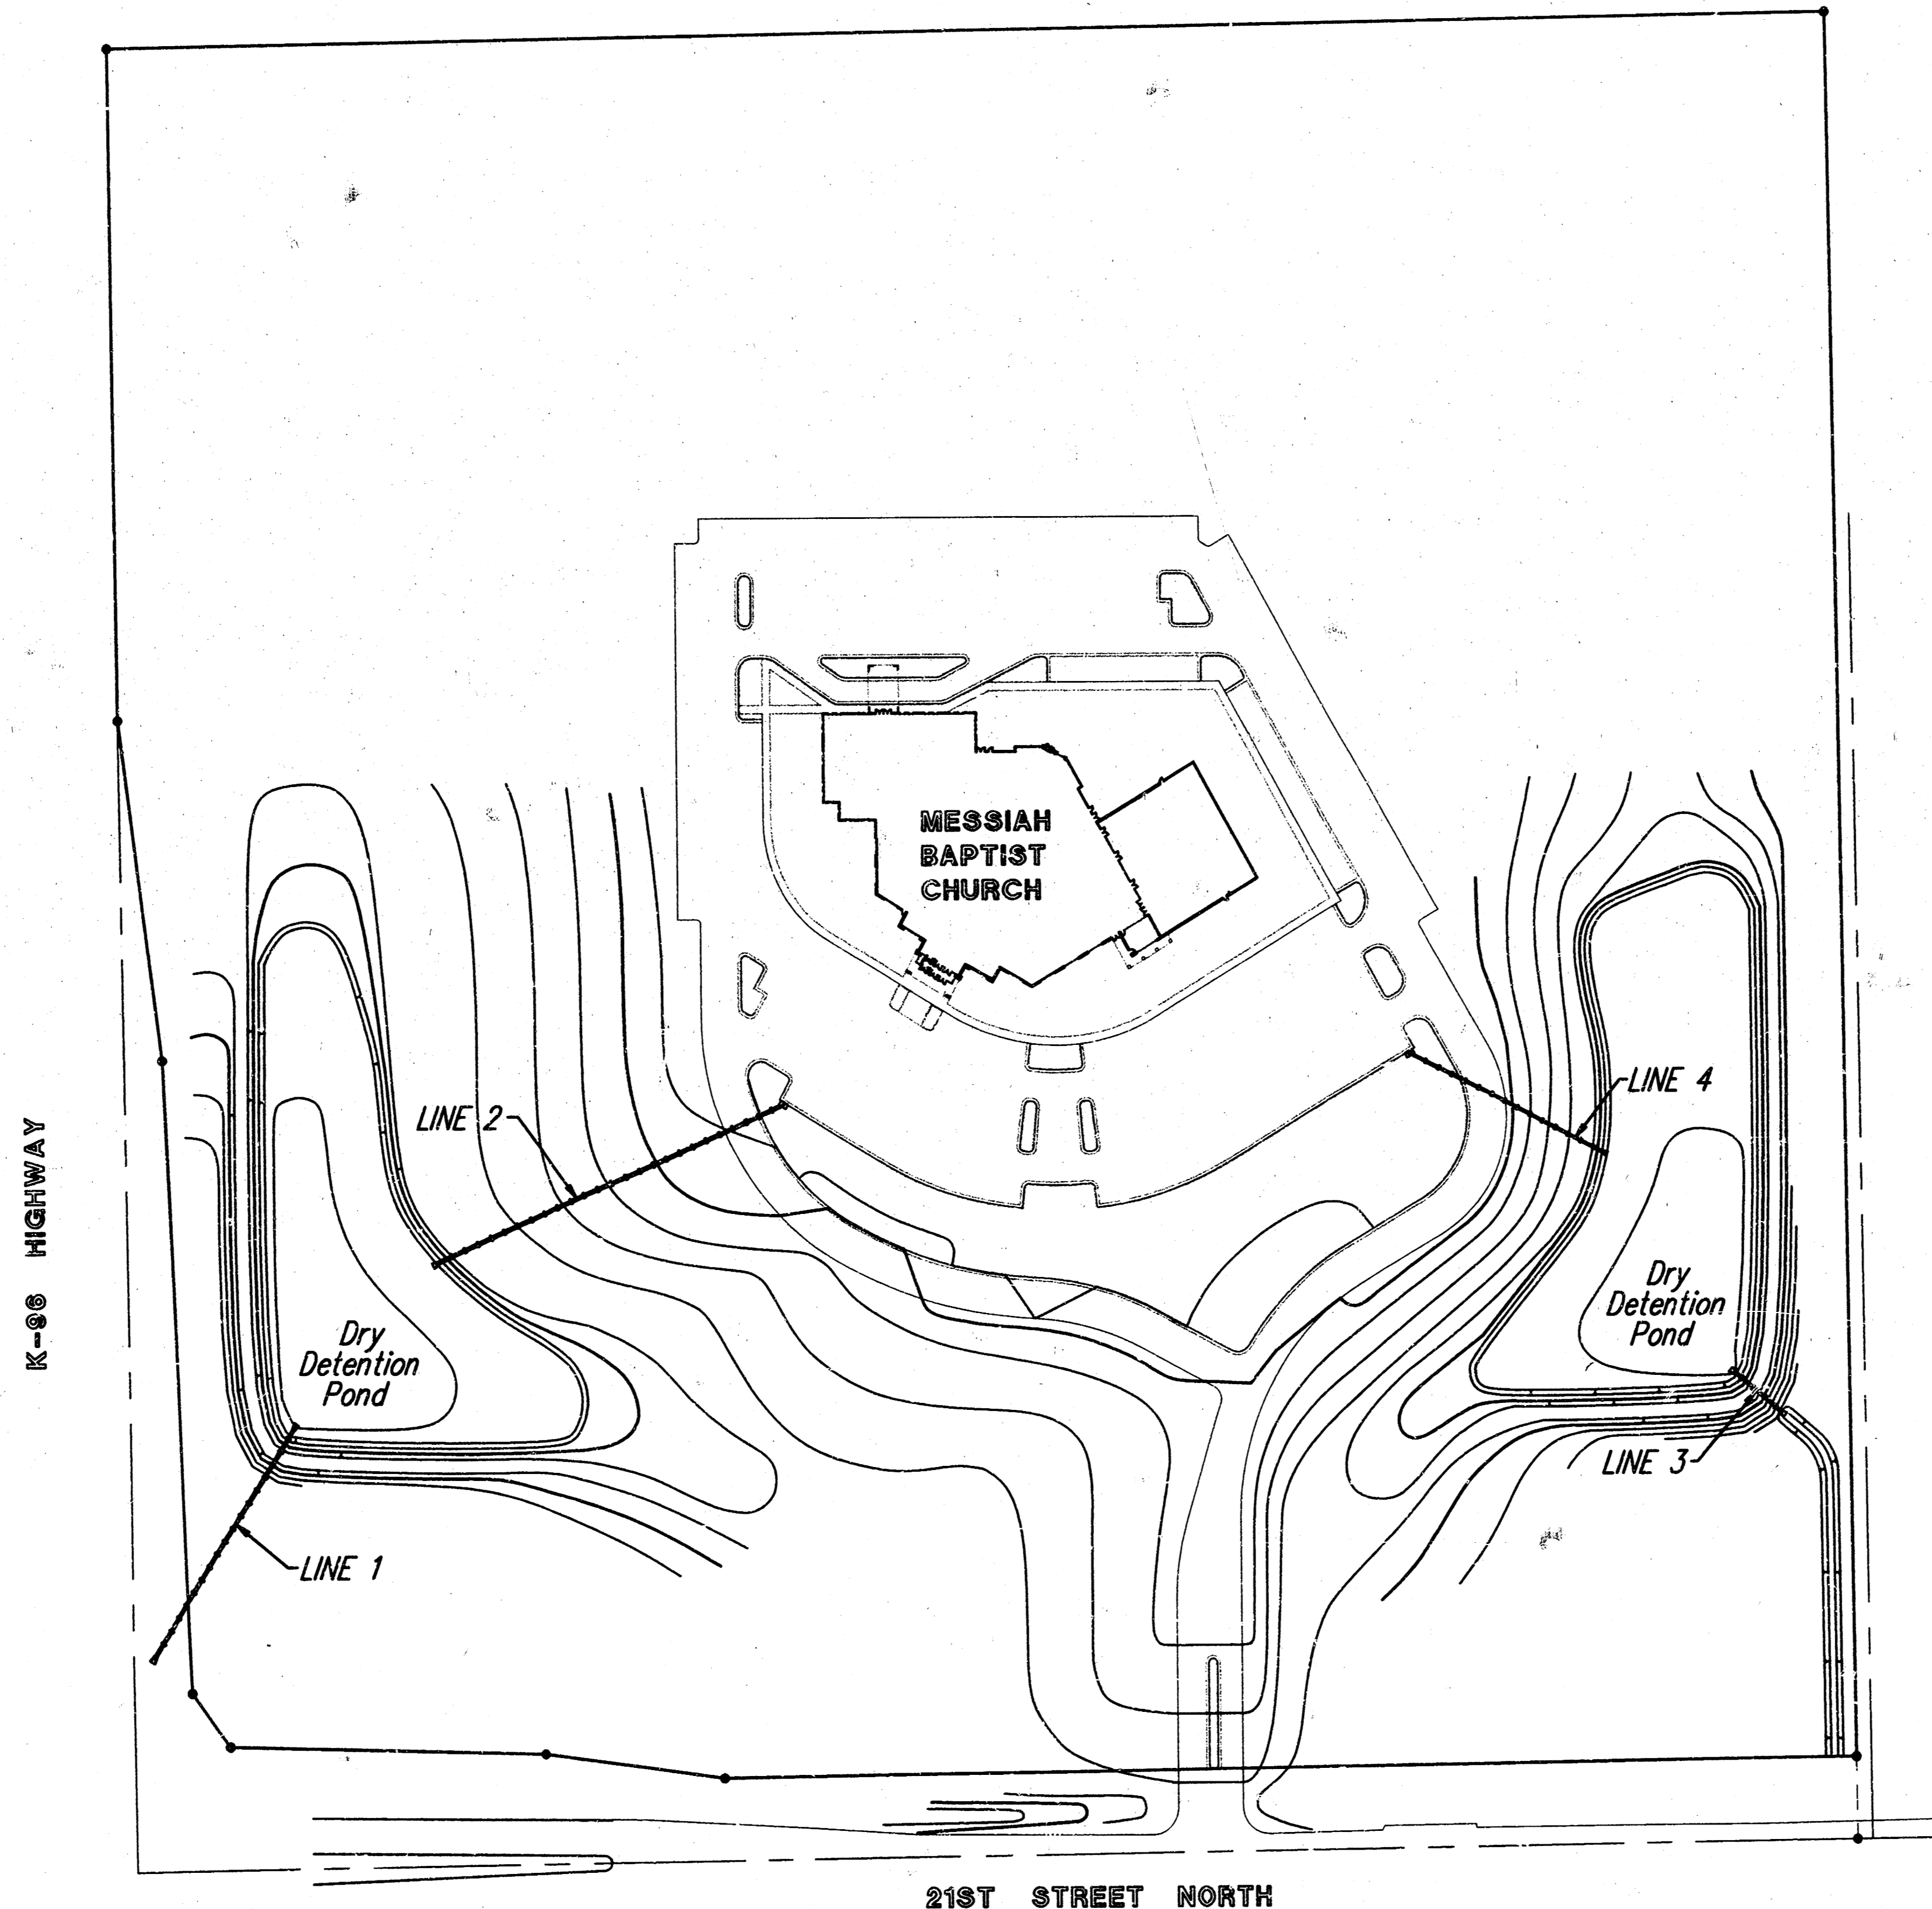 MESSIAH
BAPTIST
CHURCH
LINE 4
LINE 2
Dry
Detention
Pond
Dry
Detention
Pond
LINE 3
LINE 1
K-96 HIGHWAY
21ST STREET NORTH